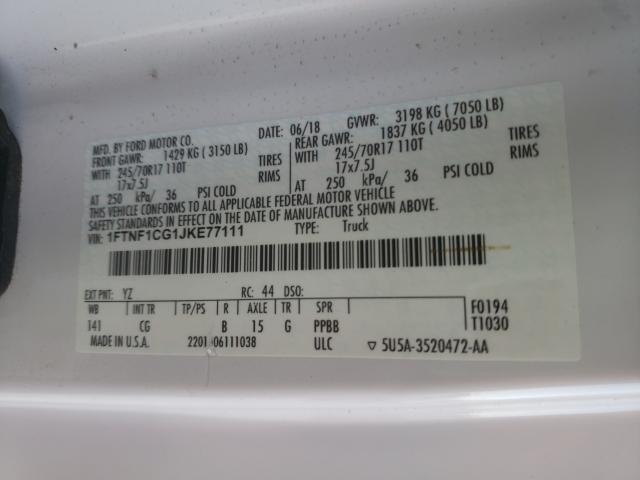 MFD. BY FORD MOTOR CO.
DATE: 06/18 GVWR: 3198 KG ( 7050 LB)
FRONT GAWR: 1429 KG ( 3150 LB)
REAR GAWR: 1837 KG ( 4050 LB)
WITH 245/70R17 110T TIRES
WITH 245/70R17 110T TIRES
17x7.5J RIMS
17x7.5J RIMS
AT 250 kPa/ 36 PSI COLD
AT 250 kPa/ 36 PSI COLD
THIS VEHICLE CONFORMS TO ALL APPLICABLE FEDERAL MOTOR VEHICLE
SAFETY STANDARDS IN EFFECT ON THE DATE OF MANUFACTURE SHOWN ABOVE.
VIN: 1FTNF1CG1JKE77111 TYPE: Truck
EXT PNT: YZ RC: 44 DSO:
WB INT TR TP/PS R AXLE TR SPR
F0194
141 CG B 15 G PPBB
T1030
MADE IN U.S.A. 2201 06111038 ULC ▽ 5U5A-3520472-AA